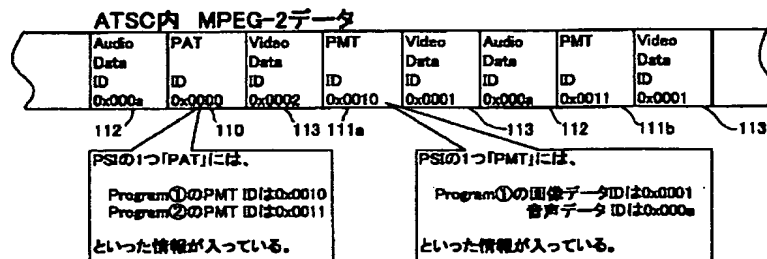 ATSC内 MPEG-2データ
Audio Data ID 0x000a
PAT ID 0x0000
Video Data ID 0x0002
PMT ID 0x0010
Video Data ID 0x0001
Audio Data ID 0x000a
PMT ID 0x0011
Video Data ID 0x0001
112 110 113 111a 113 112 111b 113
PSIの1つ「PAT」には、
Program①のPMT IDは0x0010
Program②のPMT IDは0x0011
といった情報が入っている。
PSIの1つ「PMT」には、
Program①の画像データIDは0x0001
音声データ IDは0x000a
といった情報が入っている。